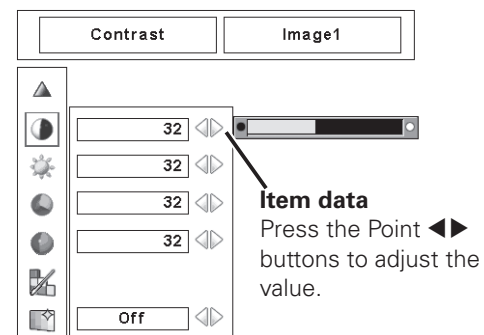 Contrast Image1
32
32
32
32
Off
Item data
Press the Point ◀▶
buttons to adjust the
value.